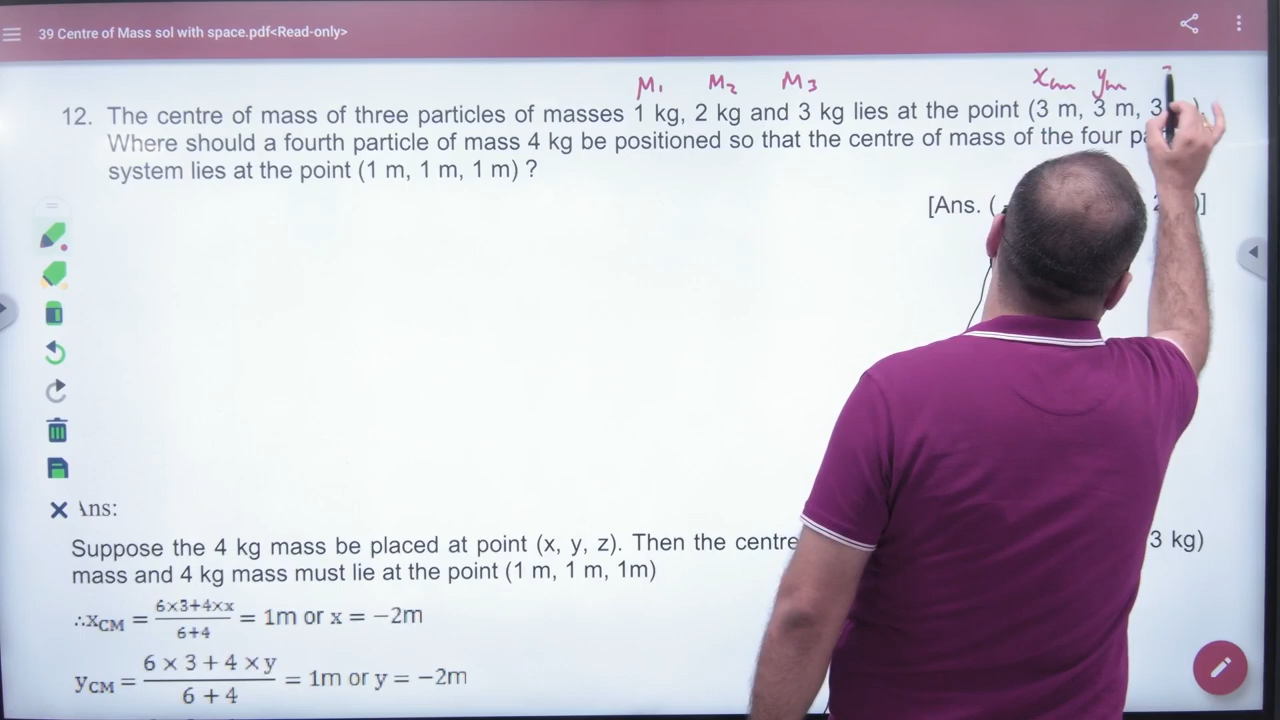 39 Centre of Mass sol with space.pdf<Read-only>
M₁ M₂ M₃ xcm ycm
12. The centre of mass of three particles of masses 1 kg, 2 kg and 3 kg lies at the point (3 m, 3 m, 3
Where should a fourth particle of mass 4 kg be positioned so that the centre of mass of the four
system lies at the point (1 m, 1 m, 1 m) ?
[Ans. ( )]
Ans:
Suppose the 4 kg mass be placed at point (x, y, z). Then the centre 3 kg)
mass and 4 kg mass must lie at the point (1 m, 1 m, 1m)
∴xCM = 6×3+4×x / 6+4 = 1m or x = −2m
yCM = 6 × 3 + 4 × y / 6 + 4 = 1m or y = −2m